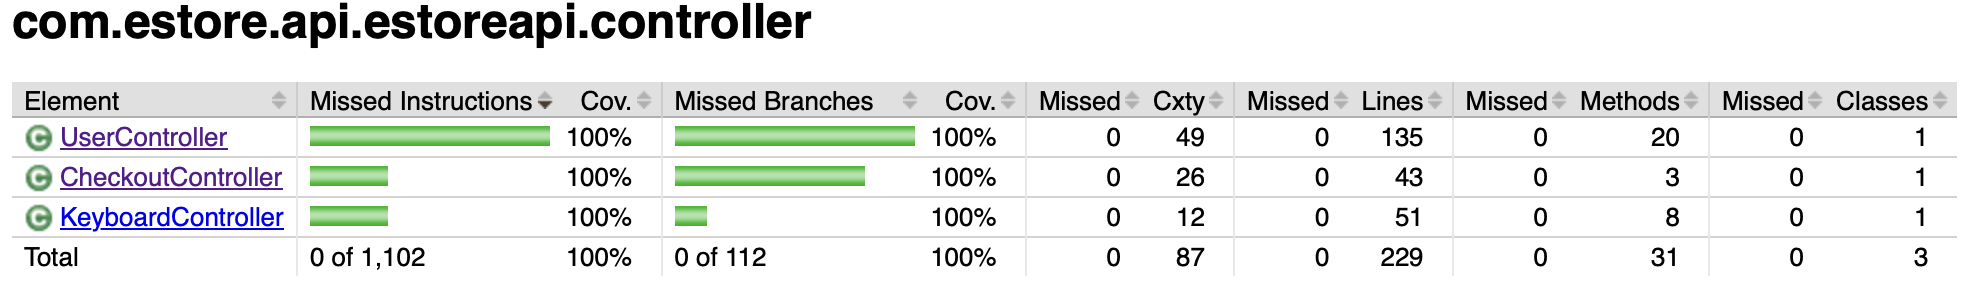 com.estore.api.estoreapi.controller
Element Missed Instructions Cov. Missed Branches Cov. Missed Cxty Missed Lines Missed Methods Missed Classes
C UserController 100% 100% 0 49 0 135 0 20 0 1
C CheckoutController 100% 100% 0 26 0 43 0 3 0 1
C KeyboardController 100% 100% 0 12 0 51 0 8 0 1
Total 0 of 1,102 100% 0 of 112 100% 0 87 0 229 0 31 0 3